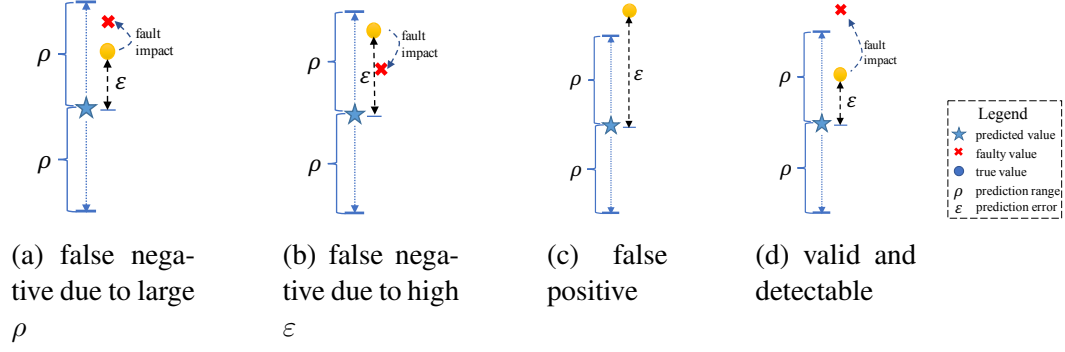 ρ
fault
impact
ε
ρ
ρ
fault
impact
ε
ρ
ρ
ε
ρ
fault
impact
ρ
ε
ρ
Legend
predicted value
faulty value
true value
ρ prediction range
ε prediction error
(a) false nega-
tive due to large
ρ
(b) false nega-
tive due to high
ε
(c) false
positive
(d) valid and
detectable